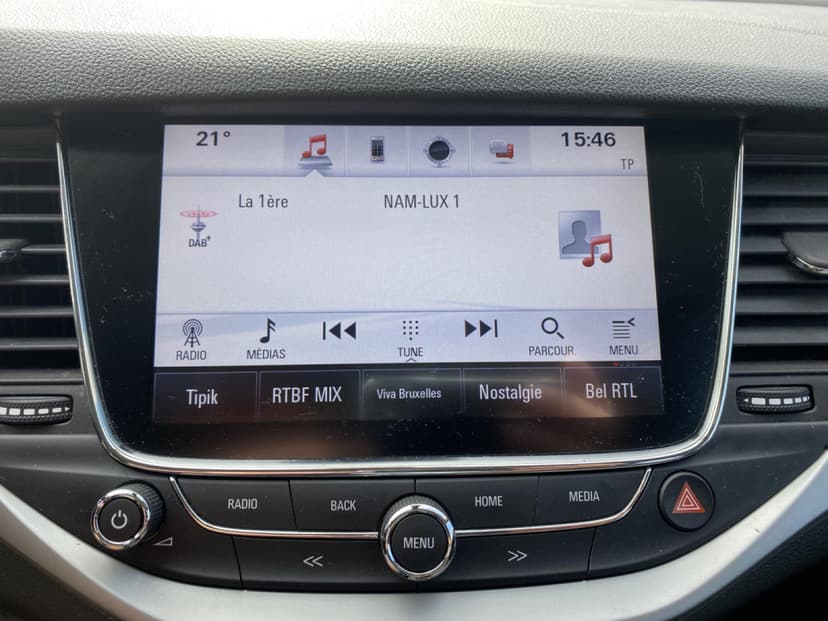 21° 15:46
TP
La 1ère NAM-LUX 1
DAB+
RADIO MÉDIAS TUNE PARCOUR MENU
Tipik RTBF MIX Viva Bruxelles Nostalgie Bel RTL
RADIO BACK HOME MEDIA
MENU